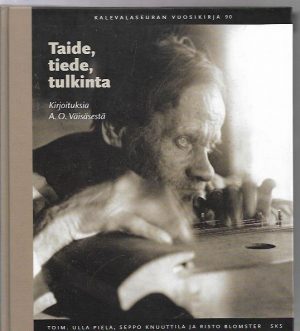 KALEVALASEURAN VUOSIKIRJA 90
Taide,
tiede,
tulkinta
Kirjoituksia
A. O. Väisäsestä
TOIM. ULLA PIELA, SEPPO KNUUTTILA JA RISTO BLOMSTER SKS